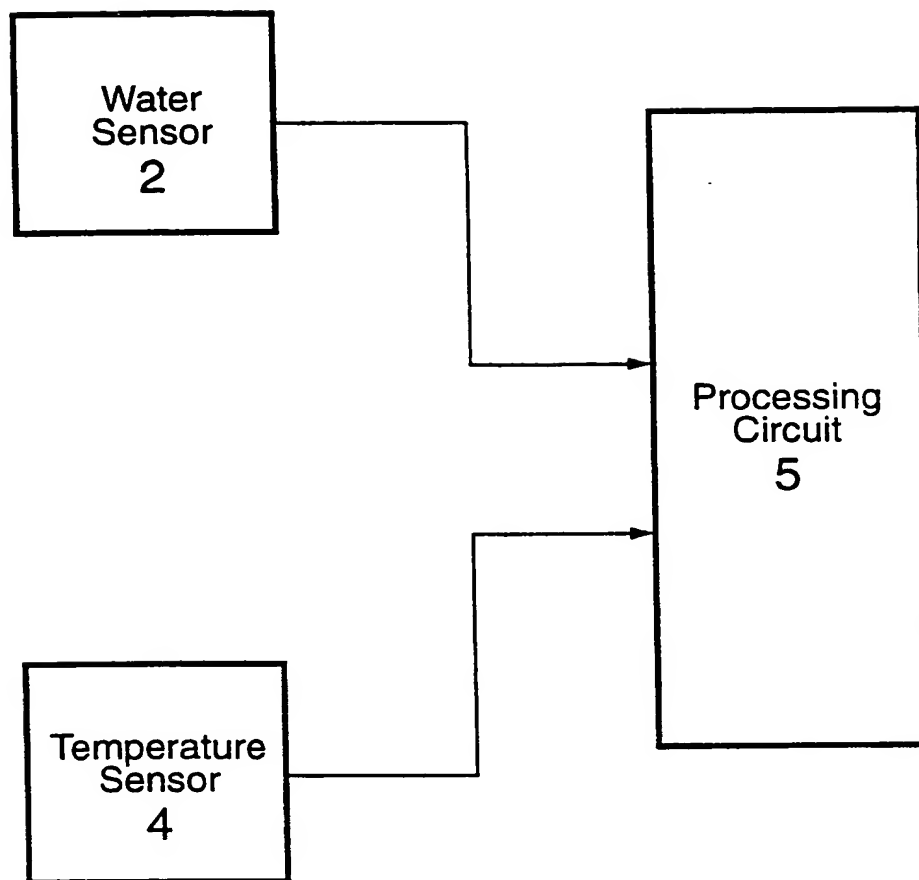 Water
Sensor
2
Processing
Circuit
5
Temperature
Sensor
4